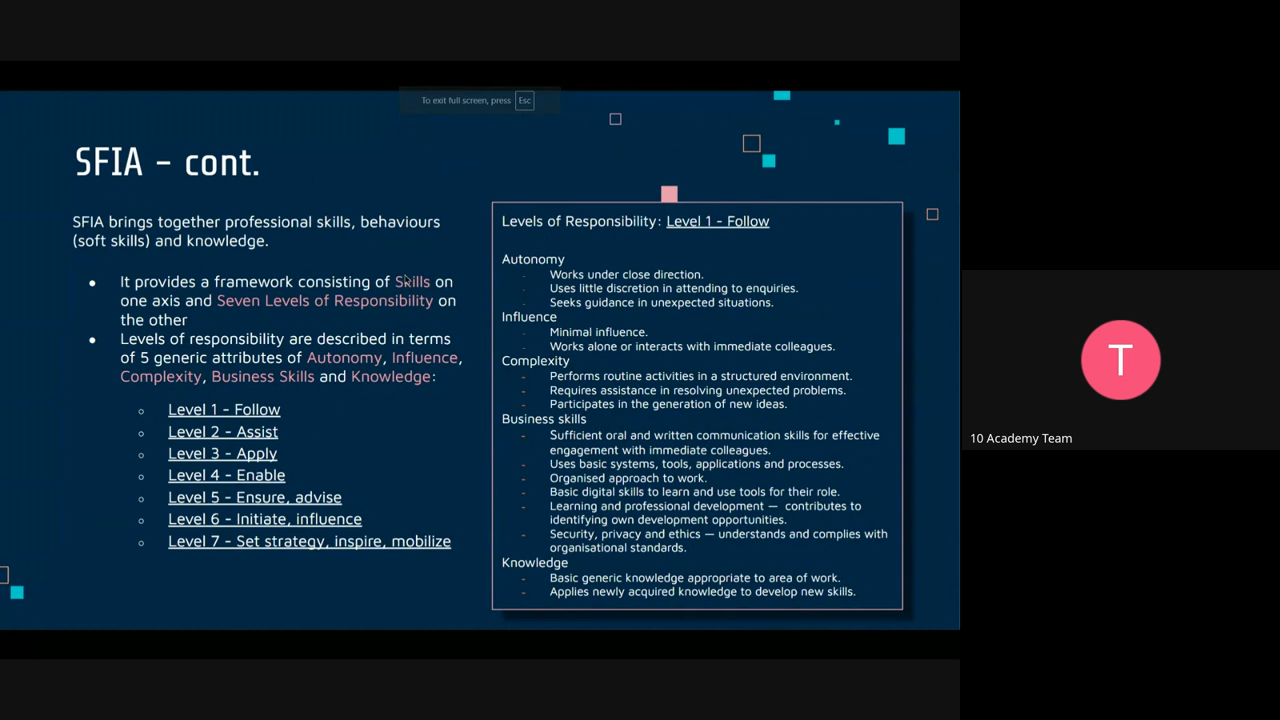 To exit full screen, press Esc
SFIA - cont.
SFIA brings together professional skills, behaviours
(soft skills) and knowledge.
● It provides a framework consisting of Skills on
one axis and Seven Levels of Responsibility on
the other
● Levels of responsibility are described in terms
of 5 generic attributes of Autonomy, Influence,
Complexity, Business Skills and Knowledge:
○ Level 1 - Follow
○ Level 2 - Assist
○ Level 3 - Apply
○ Level 4 - Enable
○ Level 5 - Ensure, advise
○ Level 6 - Initiate, influence
○ Level 7 - Set strategy, inspire, mobilize
Levels of Responsibility: Level 1 - Follow
Autonomy
- Works under close direction.
- Uses little discretion in attending to enquiries.
- Seeks guidance in unexpected situations.
Influence
- Minimal influence.
- Works alone or interacts with immediate colleagues.
Complexity
- Performs routine activities in a structured environment.
- Requires assistance in resolving unexpected problems.
- Participates in the generation of new ideas.
Business skills
- Sufficient oral and written communication skills for effective
engagement with immediate colleagues.
- Uses basic systems, tools, applications and processes.
- Organised approach to work.
- Basic digital skills to learn and use tools for their role.
- Learning and professional development — contributes to
identifying own development opportunities.
- Security, privacy and ethics — understands and complies with
organisational standards.
Knowledge
- Basic generic knowledge appropriate to area of work.
- Applies newly acquired knowledge to develop new skills.
T
10 Academy Team